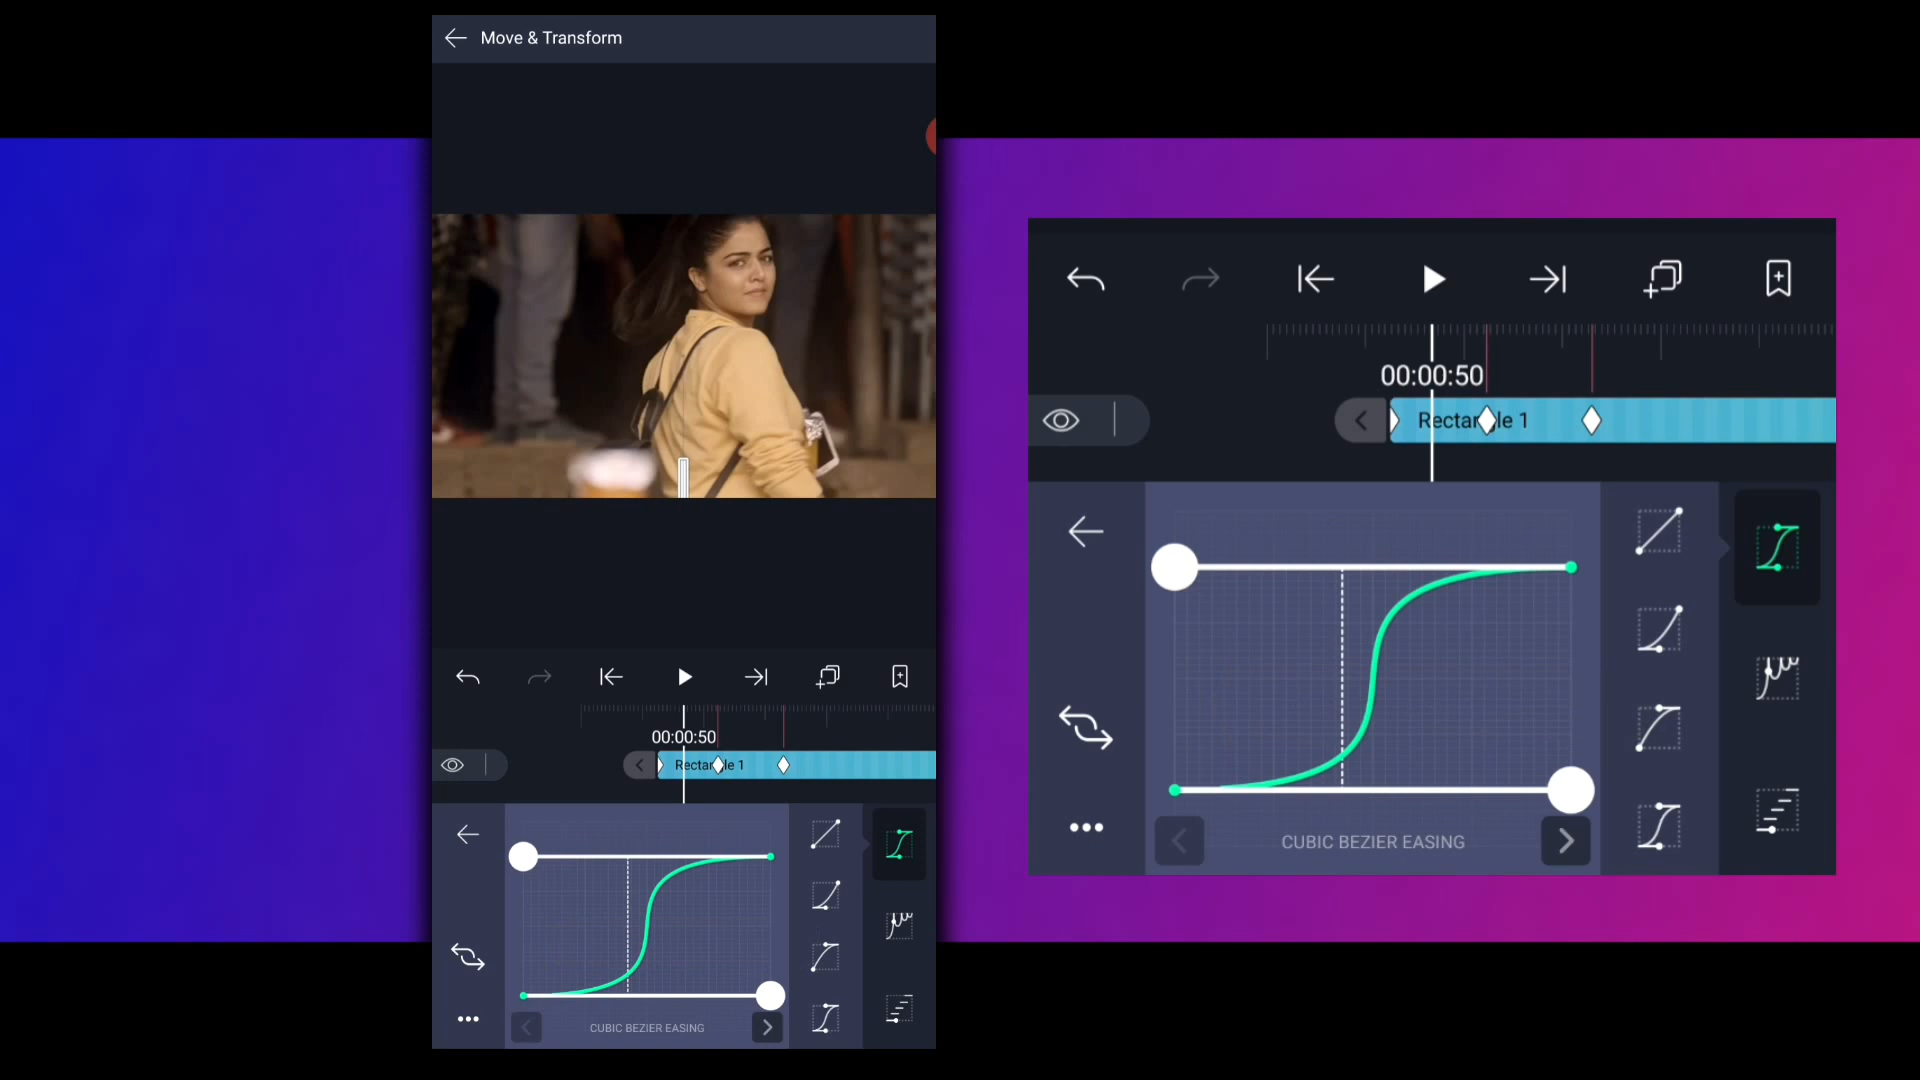 Move & Transform
00:00:50
Rectangle 1
CUBIC BEZIER EASING
00:00:50
Rectangle 1
CUBIC BEZIER EASING